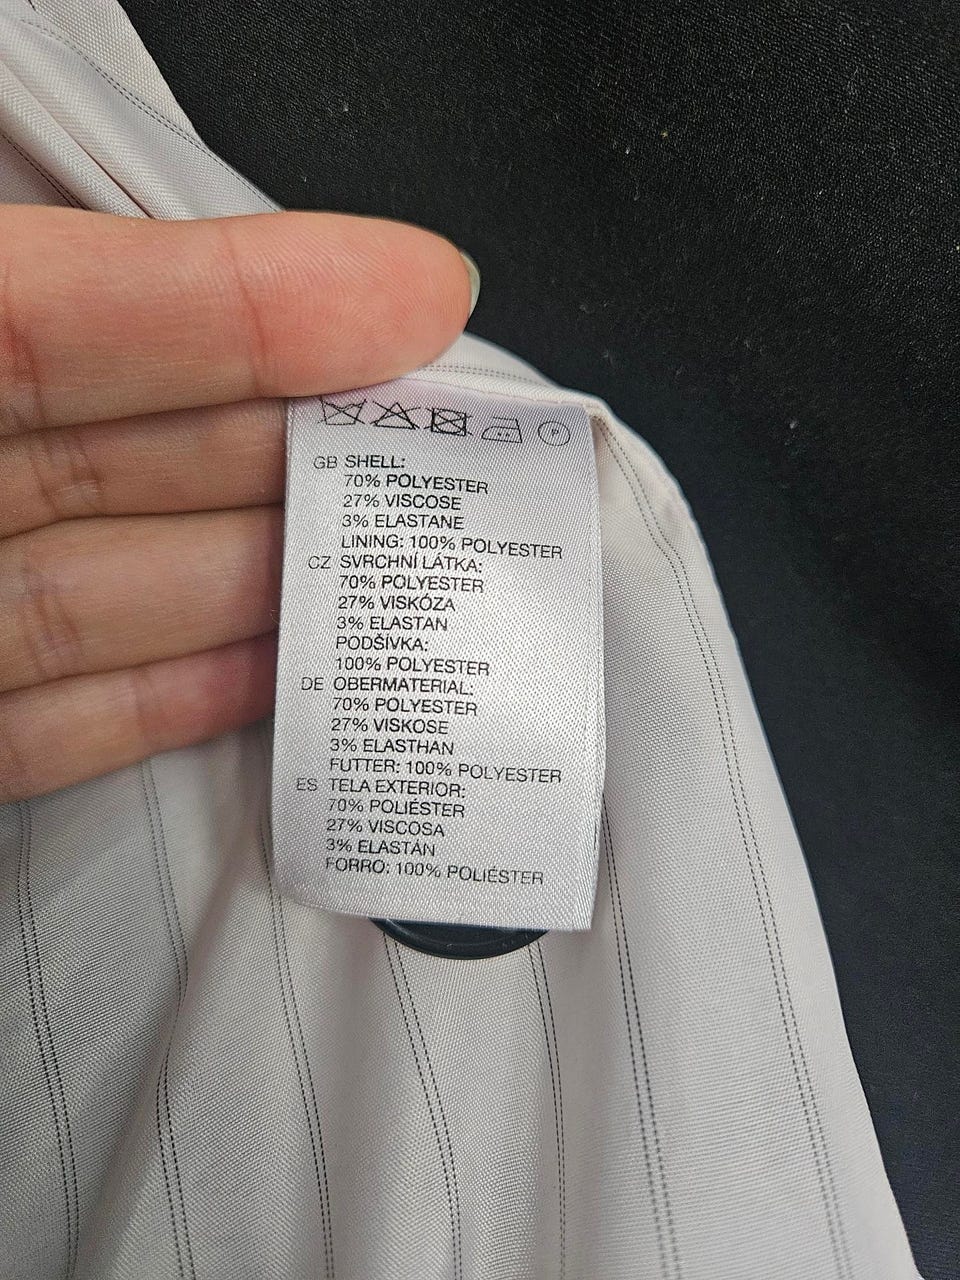 P
GB SHELL:
70% POLYESTER
27% VISCOSE
3% ELASTANE
LINING: 100% POLYESTER
CZ SVRCHNÍ LÁTKA:
70% POLYESTER
27% VISKÓZA
3% ELASTAN
PODŠÍVKA:
100% POLYESTER
DE OBERMATERIAL:
70% POLYESTER
27% VISKOSE
3% ELASTHAN
FUTTER: 100% POLYESTER
ES TELA EXTERIOR:
70% POLIÉSTER
27% VISCOSA
3% ELASTÁN
FORRO: 100% POLIÉSTER